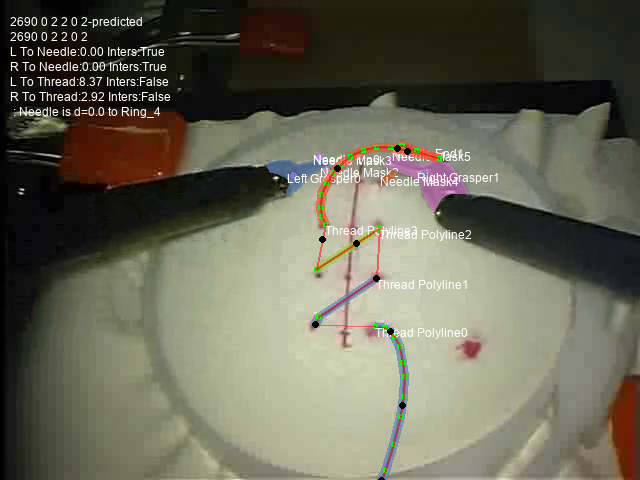 2690 0 2 2 0 2-predicted
2690 0 2 2 0 2
L To Needle:0.00 Inters:True
R To Needle:0.00 Inters:True
L To Thread:8.37 Inters:False
R To Thread:2.92 Inters:False
: Needle is d=0.0 to Ring_4
End1
Needle Mask5
Needle Mask3
Needle Mask2
Left Grasper0
Right Grasper1
Needle Mask4
Thread Polyline3
Thread Polyline2
Thread Polyline1
Thread Polyline0